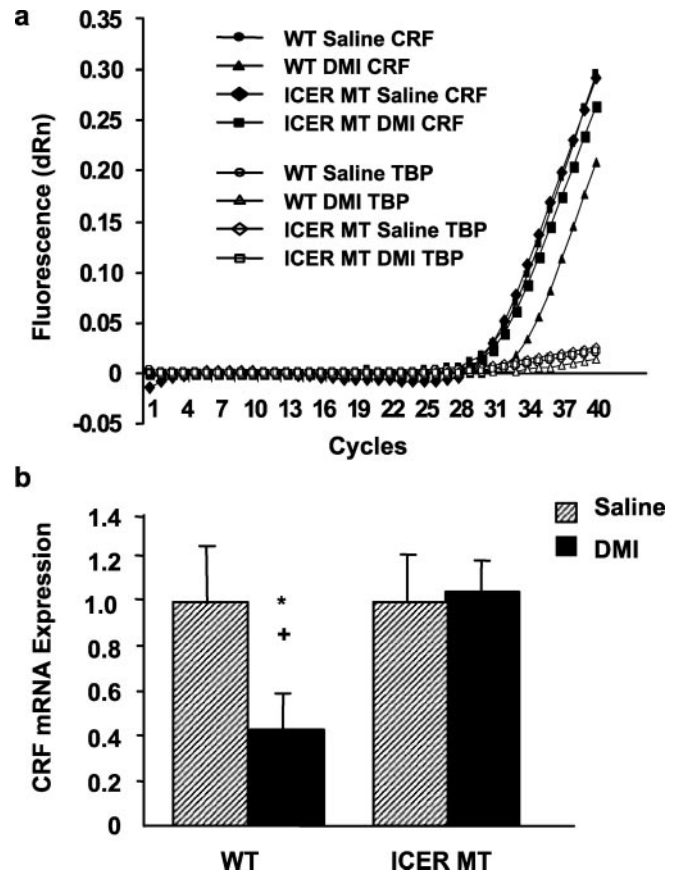 a
0.35
0.30
0.25
0.20
0.15
0.10
0.05
0
-0.05
Fluorescence (dRn)
WT Saline CRF
WT DMI CRF
ICER MT Saline CRF
ICER MT DMI CRF
WT Saline TBP
WT DMI TBP
ICER MT Saline TBP
ICER MT DMI TBP
1 4 7 10 13 16 19 22 25 28 31 34 37 40
Cycles
b
Saline
DMI
1.4
1.2
1.0
0.8
0.6
0.4
0.2
0
CRF mRNA Expression
*
+
WT ICER MT